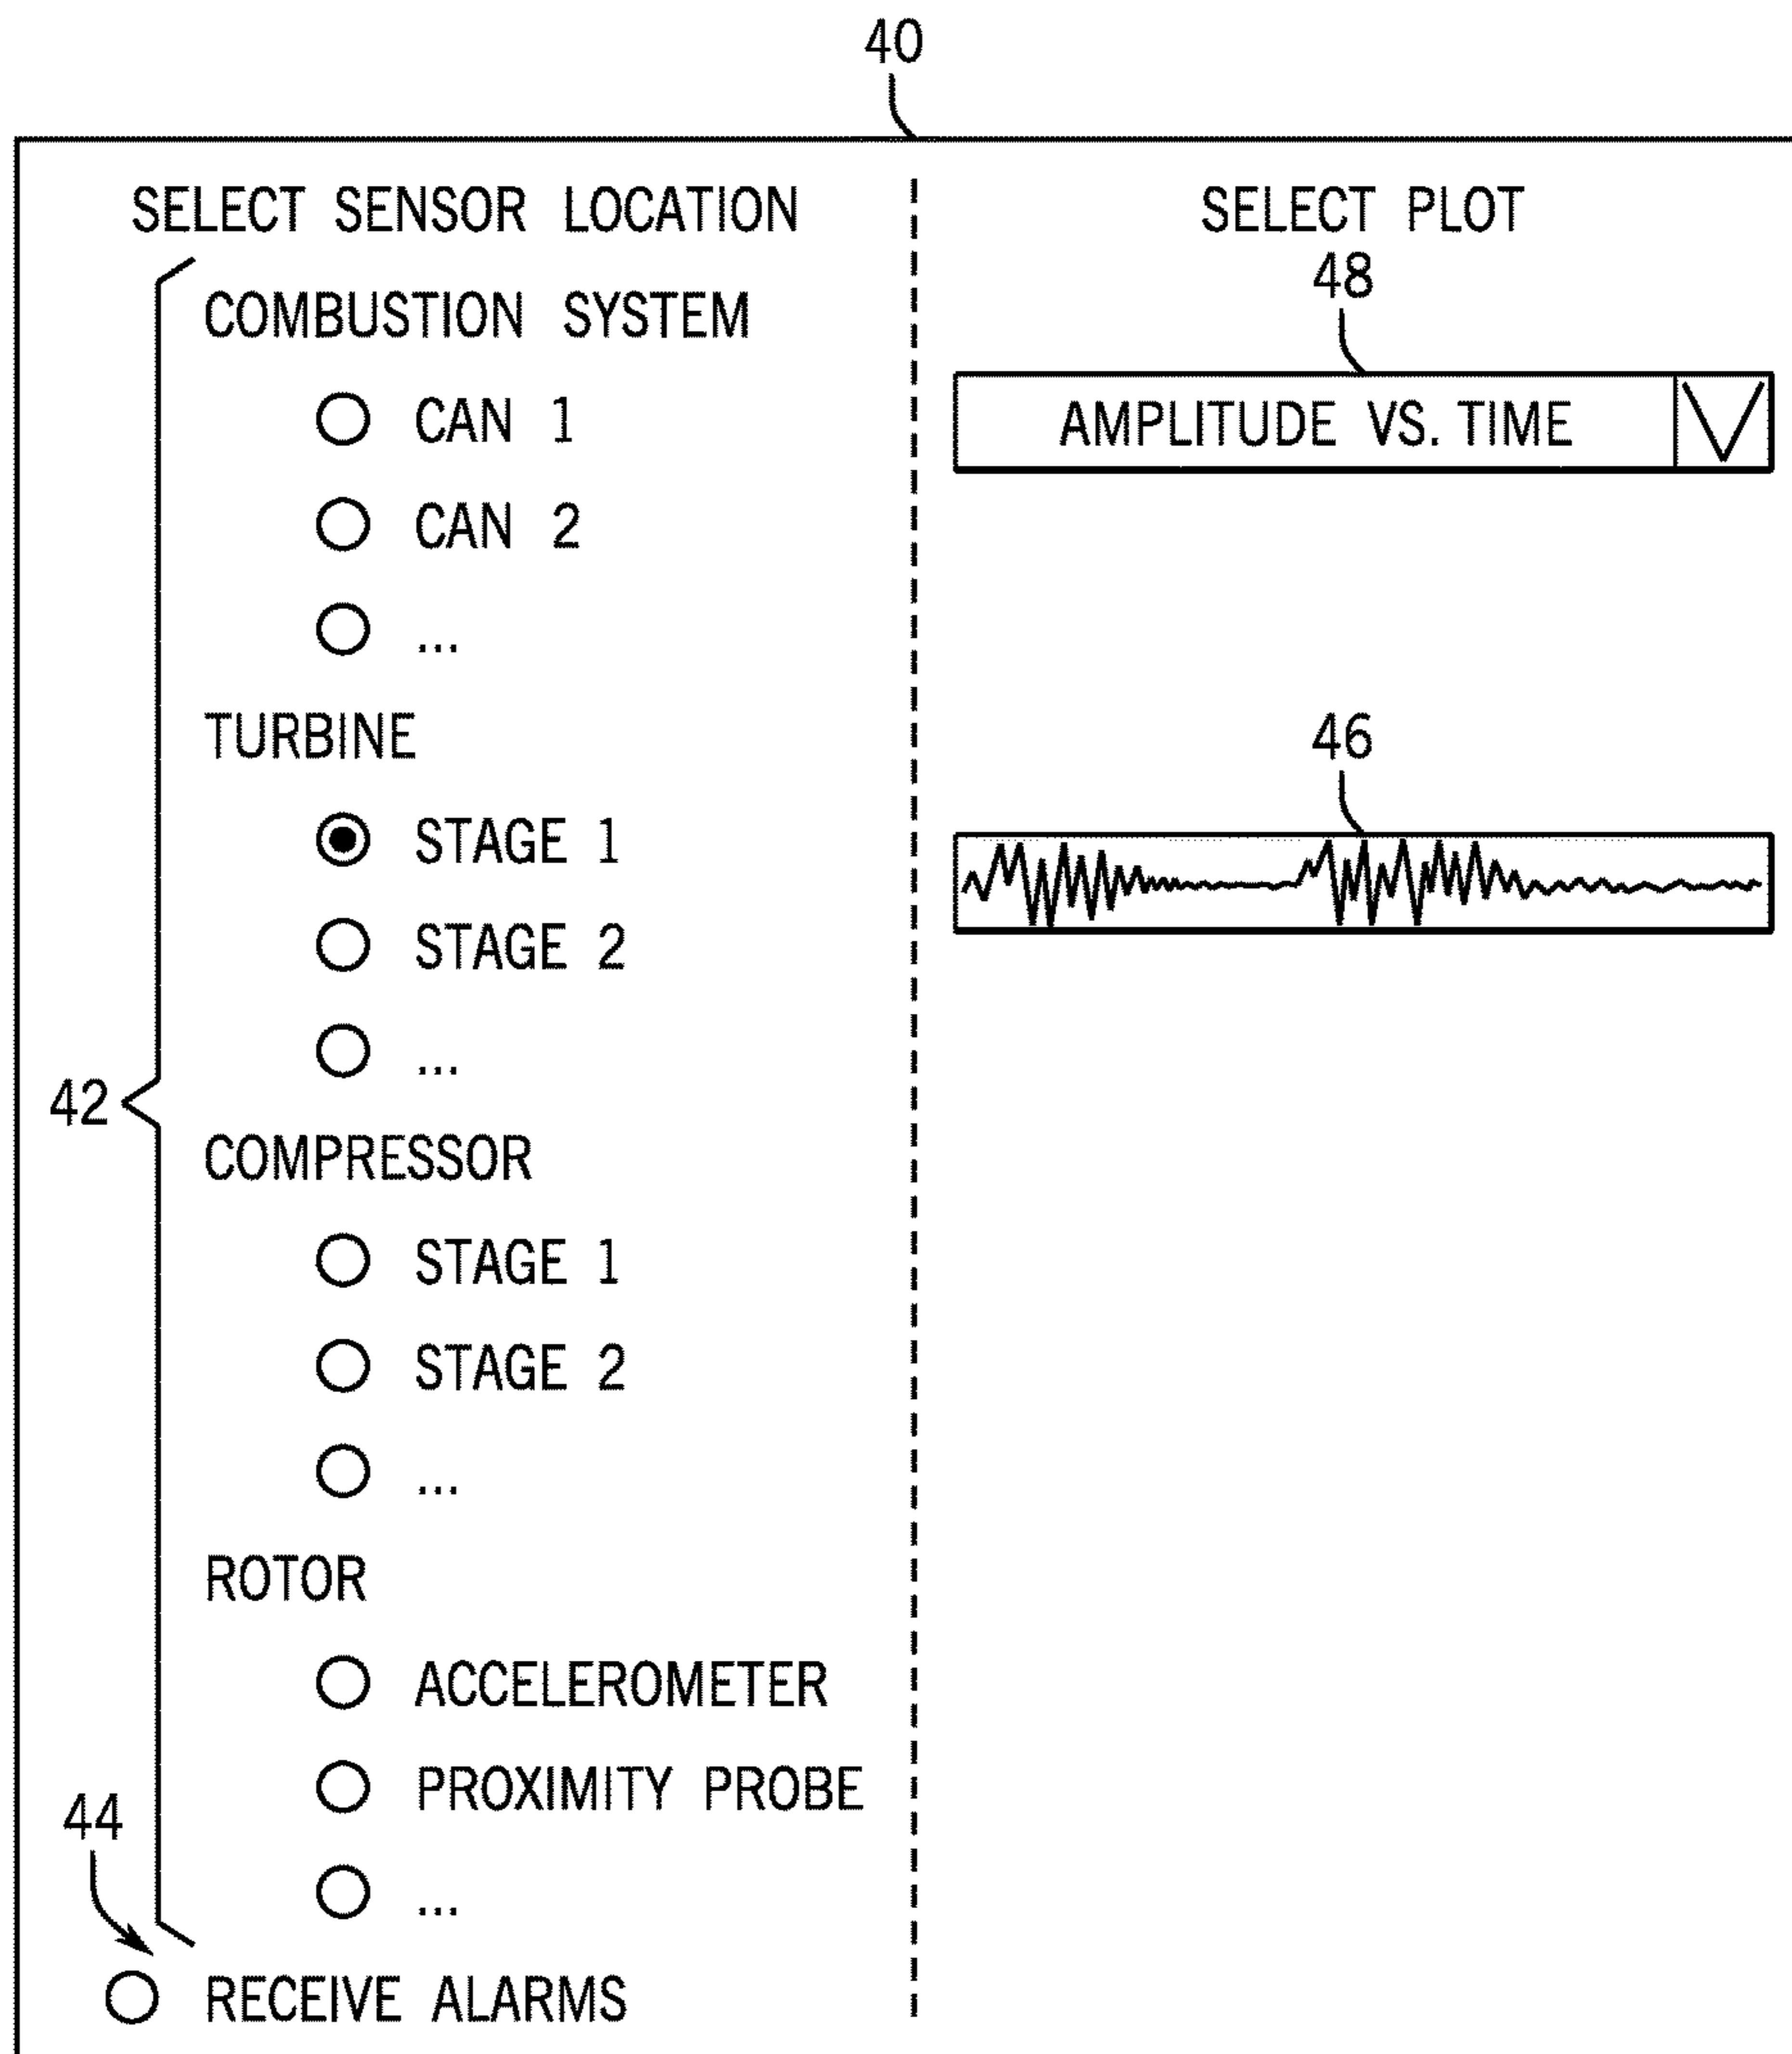 40
SELECT SENSOR LOCATION
COMBUSTION SYSTEM
CAN 1
CAN 2
...
TURBINE
STAGE 1
STAGE 2
...
42
COMPRESSOR
STAGE 1
STAGE 2
...
ROTOR
ACCELEROMETER
PROXIMITY PROBE
44
...
RECEIVE ALARMS
SELECT PLOT
48
AMPLITUDE VS. TIME
46